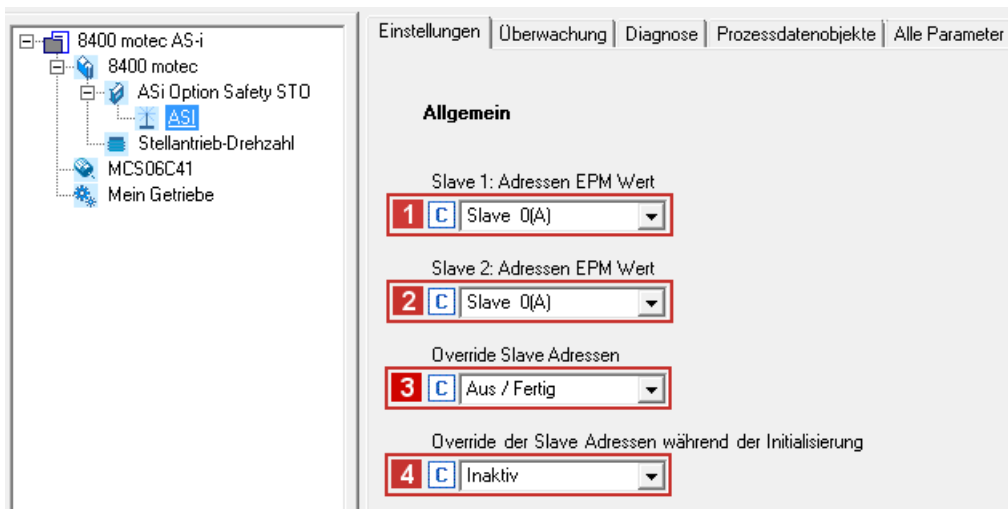 8400 motec AS-i
8400 motec
ASi Option Safety STO
ASI
Stellantrieb-Drehzahl
MCS06C41
Mein Getriebe
Einstellungen Überwachung Diagnose Prozessdatenobjekte Alle Parameter
Allgemein
Slave 1: Adressen EPM Wert
1 C Slave 0(A)
Slave 2: Adressen EPM Wert
2 C Slave 0(A)
Override Slave Adressen
3 C Aus / Fertig
Override der Slave Adressen während der Initialisierung
4 C Inaktiv